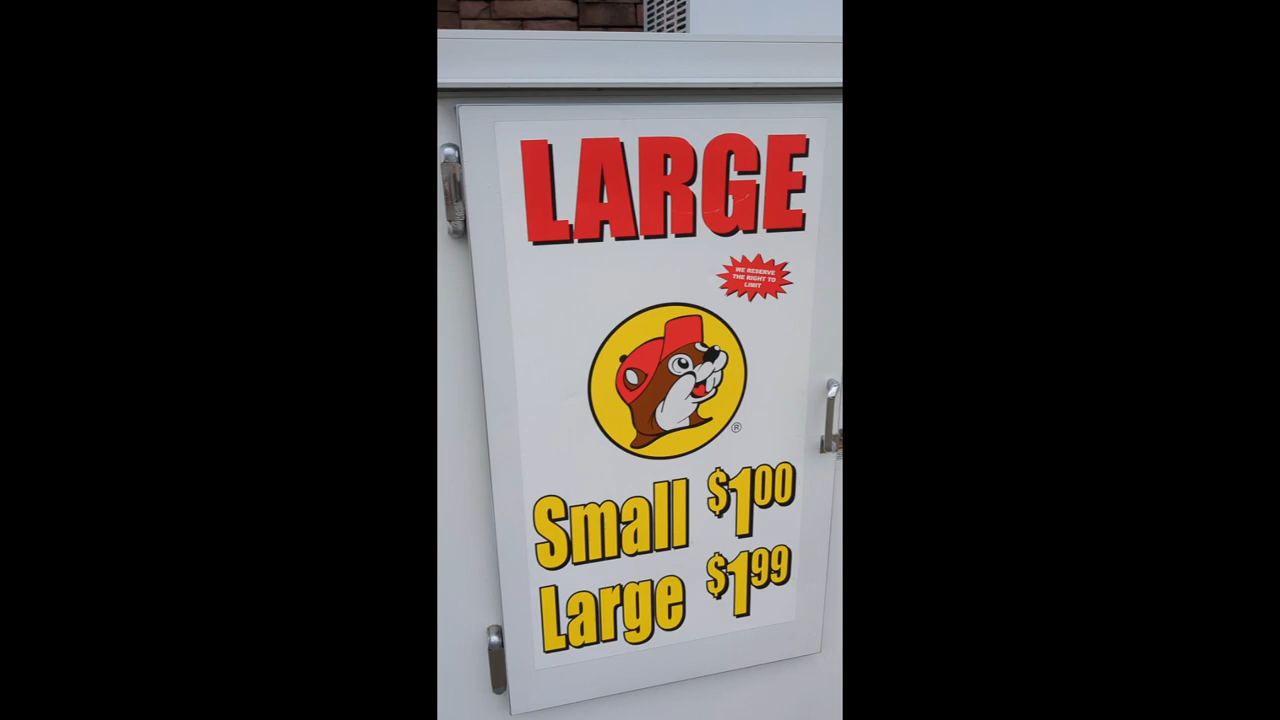 LARGE
WE RESERVE
THE RIGHT TO
LIMIT
®
Small $1.00
Large $1.99